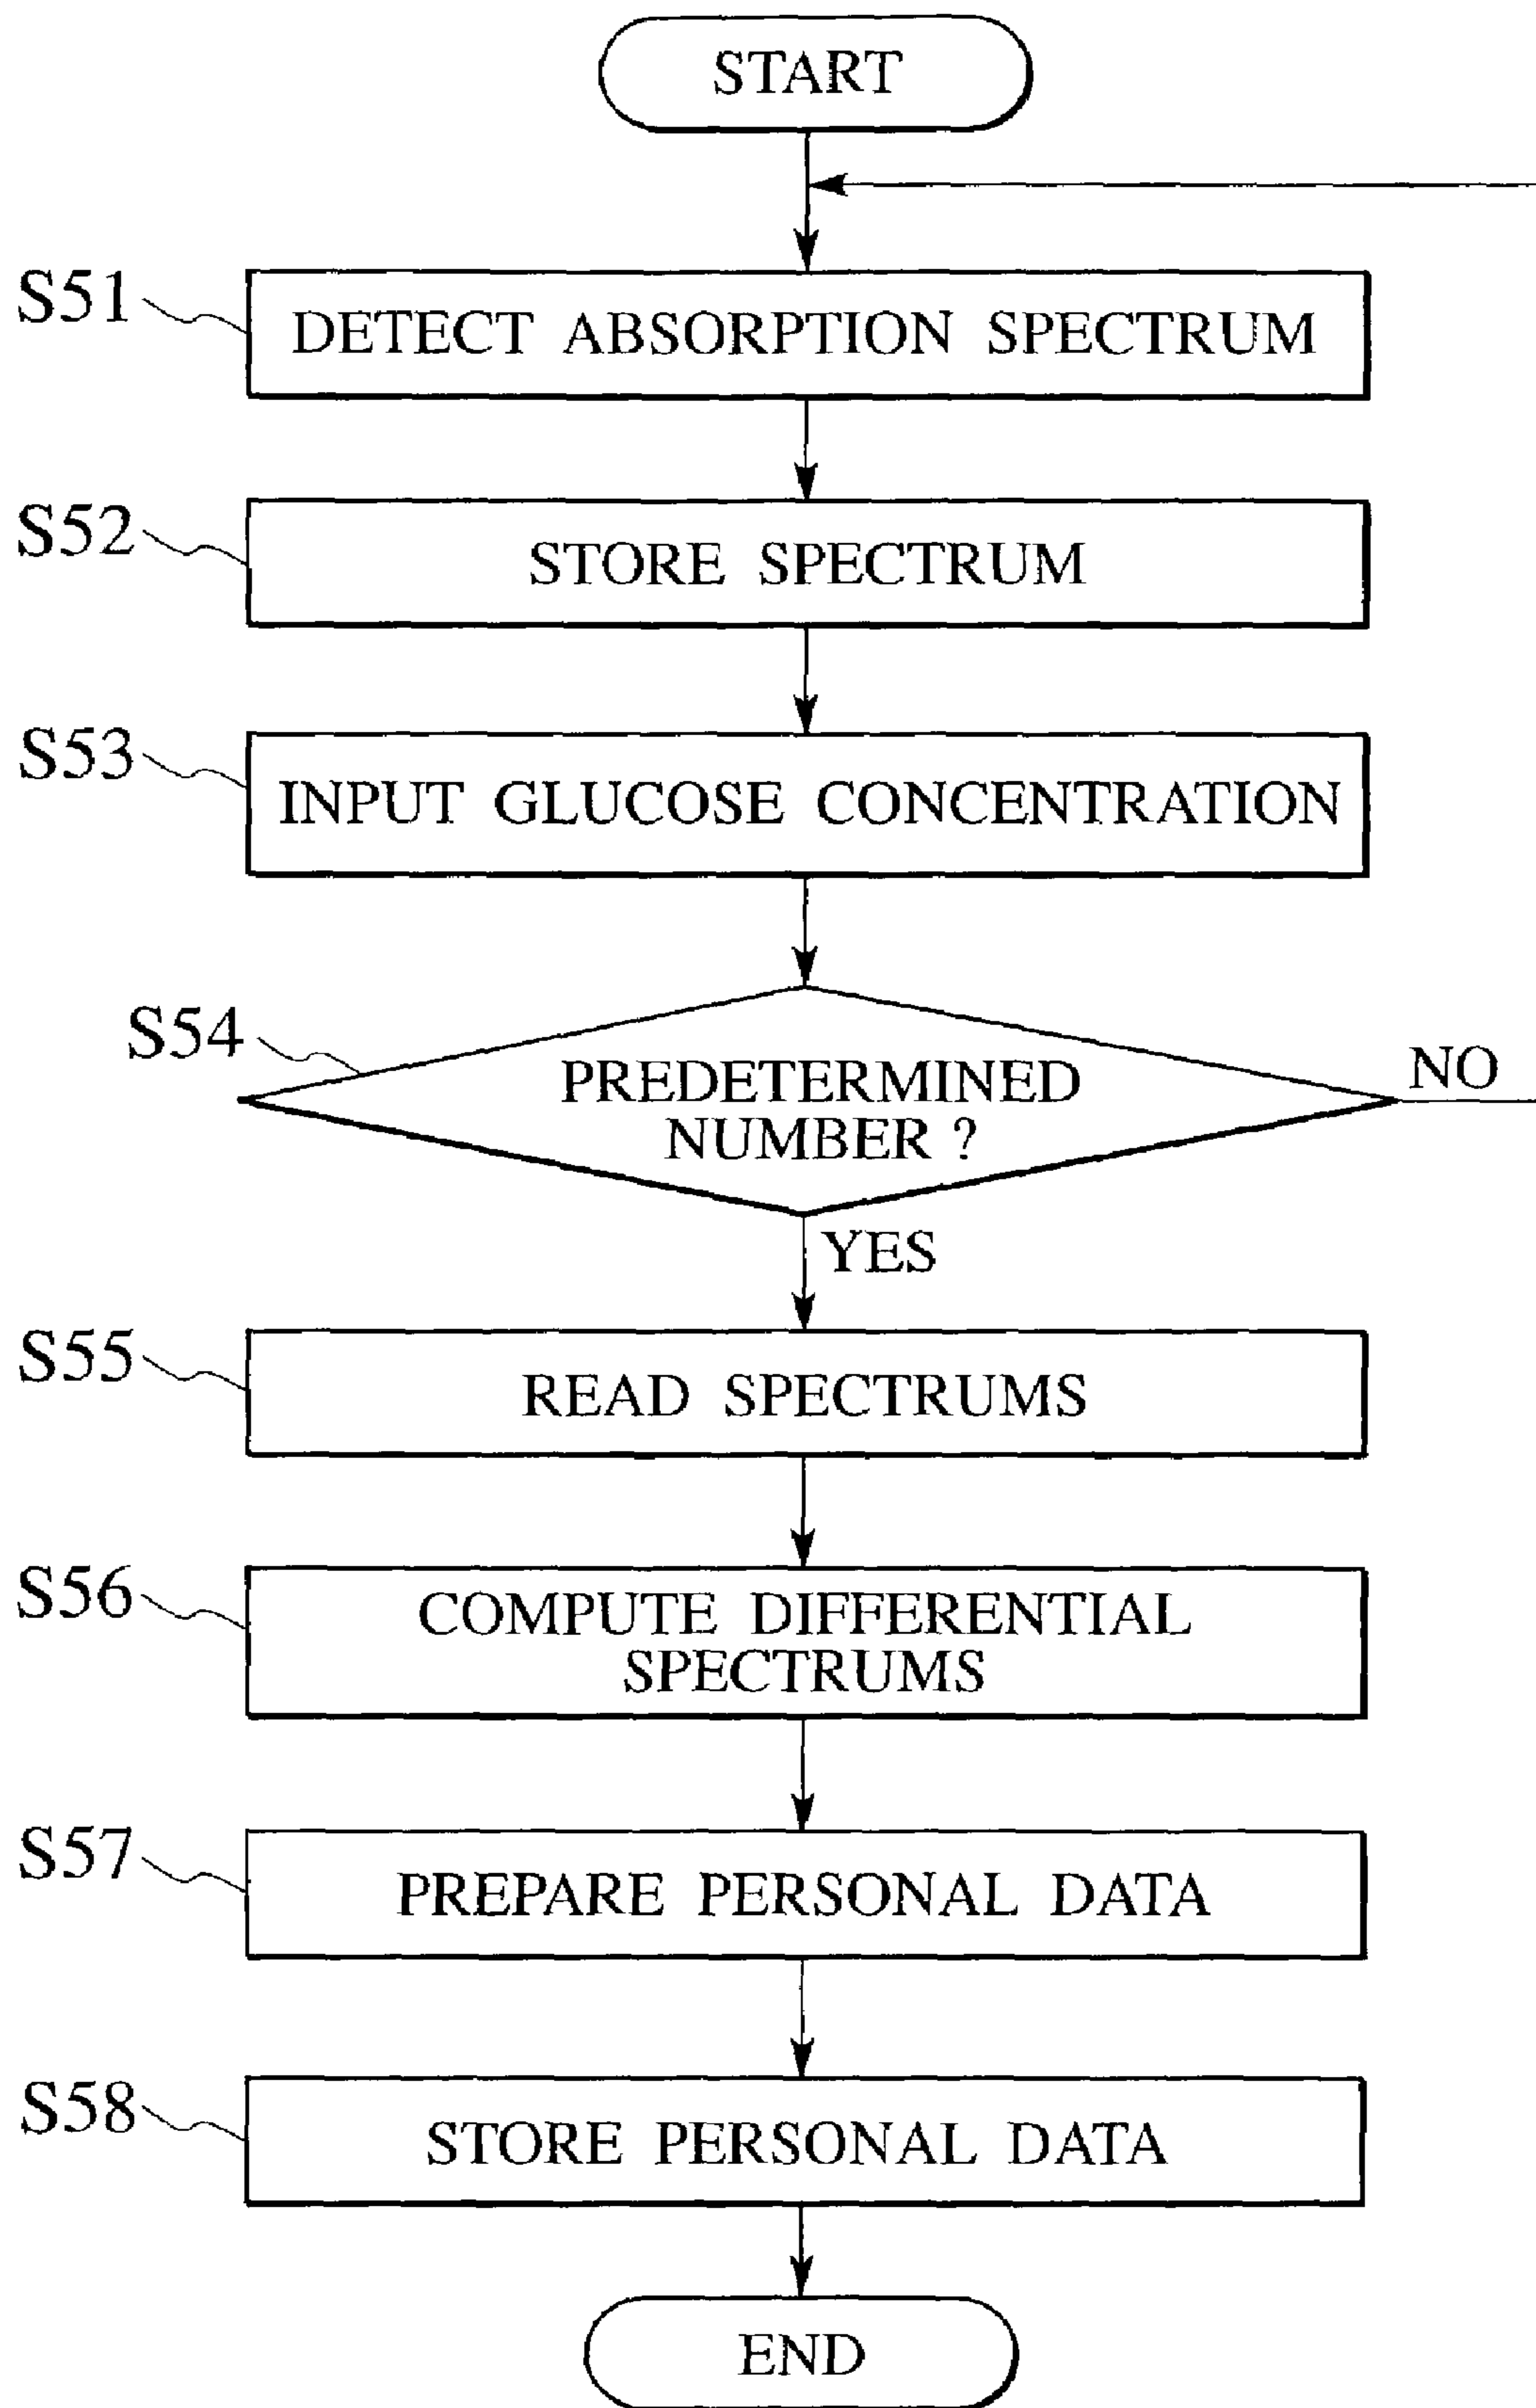 START
S51
DETECT ABSORPTION SPECTRUM
S52
STORE SPECTRUM
S53
INPUT GLUCOSE CONCENTRATION
S54
PREDETERMINED
NUMBER ?
NO
YES
S55
READ SPECTRUMS
S56
COMPUTE DIFFERENTIAL
SPECTRUMS
S57
PREPARE PERSONAL DATA
S58
STORE PERSONAL DATA
END